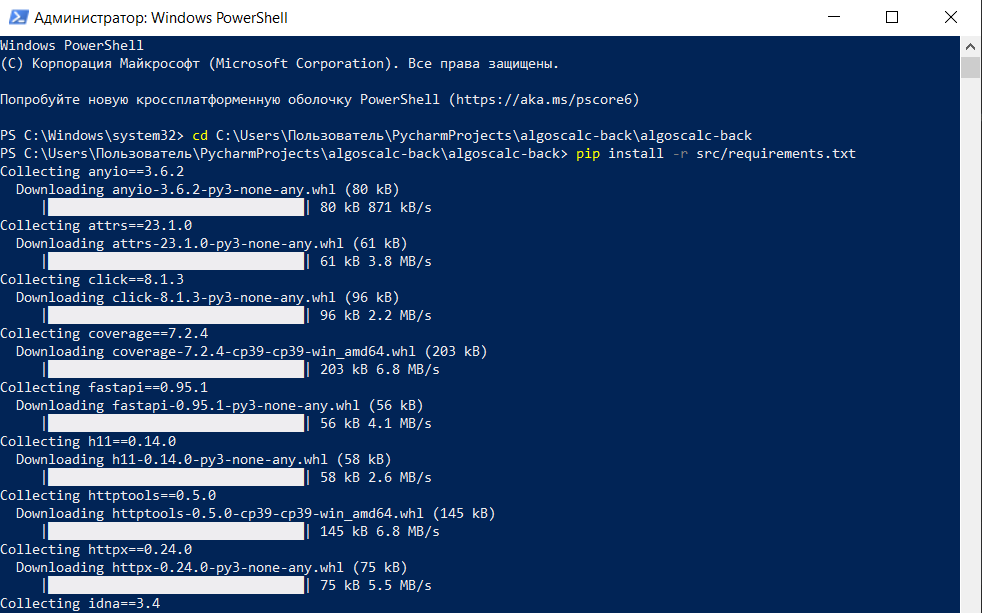 Администратор: Windows PowerShell
Windows PowerShell
(C) Корпорация Майкрософт (Microsoft Corporation). Все права защищены.
Попробуйте новую кроссплатформенную оболочку PowerShell (https://aka.ms/pscore6)
PS C:\Windows\system32> cd C:\Users\Пользователь\PycharmProjects\algoscalc-back\algoscalc-back
PS C:\Users\Пользователь\PycharmProjects\algoscalc-back\algoscalc-back> pip install -r src/requirements.txt
Collecting anyio==3.6.2
  Downloading anyio-3.6.2-py3-none-any.whl (80 kB)
     |████████████████████████████████| 80 kB 871 kB/s
Collecting attrs==23.1.0
  Downloading attrs-23.1.0-py3-none-any.whl (61 kB)
     |████████████████████████████████| 61 kB 3.8 MB/s
Collecting click==8.1.3
  Downloading click-8.1.3-py3-none-any.whl (96 kB)
     |████████████████████████████████| 96 kB 2.2 MB/s
Collecting coverage==7.2.4
  Downloading coverage-7.2.4-cp39-cp39-win_amd64.whl (203 kB)
     |████████████████████████████████| 203 kB 6.8 MB/s
Collecting fastapi==0.95.1
  Downloading fastapi-0.95.1-py3-none-any.whl (56 kB)
     |████████████████████████████████| 56 kB 4.1 MB/s
Collecting h11==0.14.0
  Downloading h11-0.14.0-py3-none-any.whl (58 kB)
     |████████████████████████████████| 58 kB 2.6 MB/s
Collecting httptools==0.5.0
  Downloading httptools-0.5.0-cp39-cp39-win_amd64.whl (145 kB)
     |████████████████████████████████| 145 kB 6.8 MB/s
Collecting httpx==0.24.0
  Downloading httpx-0.24.0-py3-none-any.whl (75 kB)
     |████████████████████████████████| 75 kB 5.5 MB/s
Collecting idna==3.4